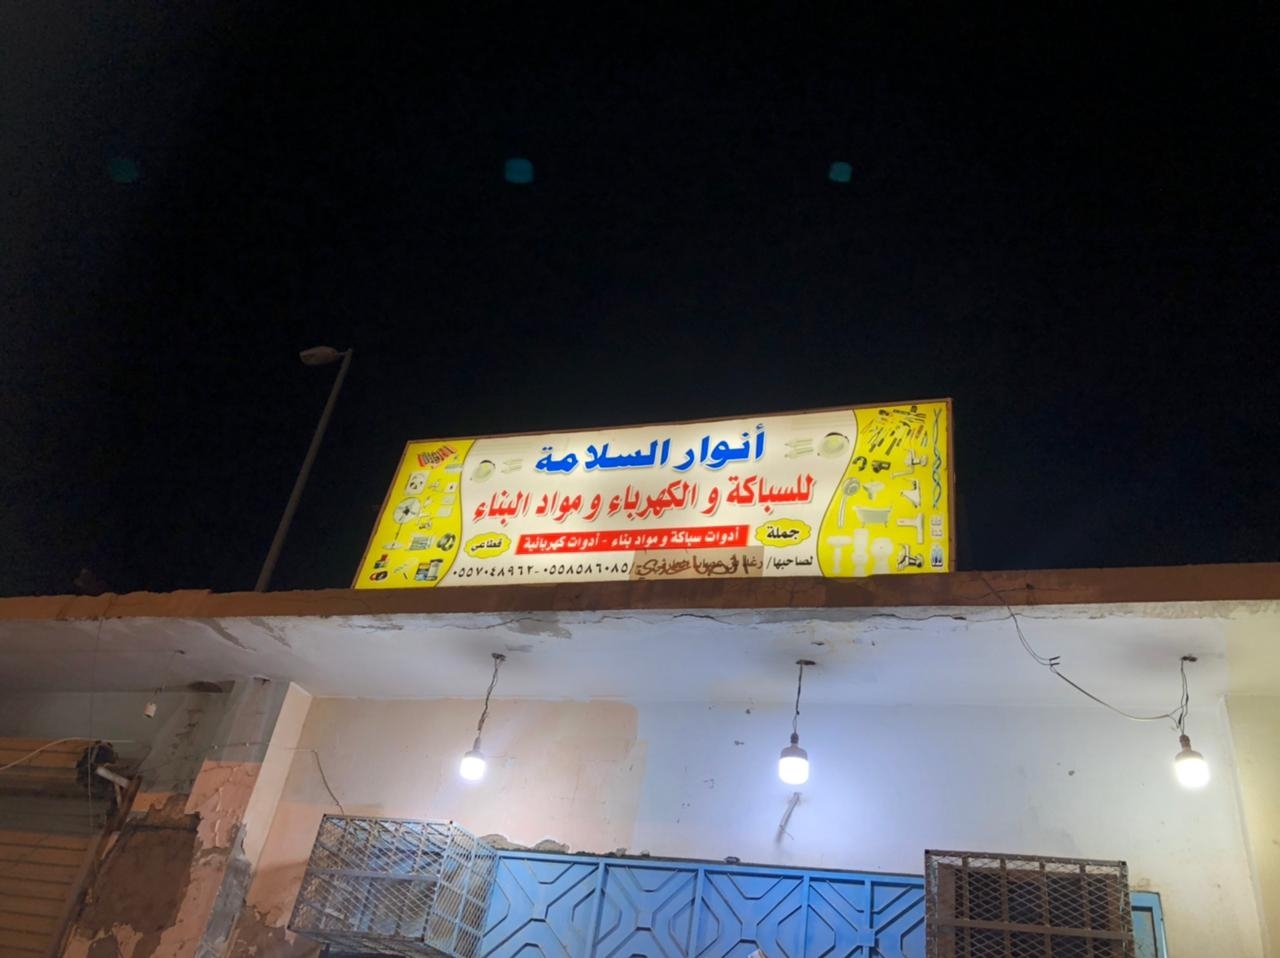 أنوار السلامة
للسباكة و الكهرباء و مواد البناء
جملة
أدوات سباكة و مواد بناء - أدوات كهربائية
قطاعي
لصاحبها/
٠٥٥٧٠٤٨٩٦٢-٠٥٥٨٥٨٦٠٨٥